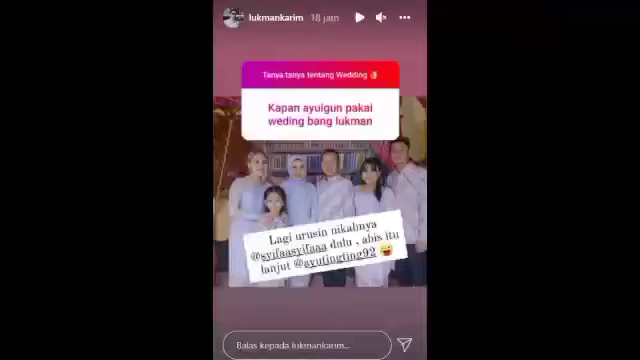 lukmankarim 18 jam
Tanya tanya tentang Wedding 👌
Kapan ayuigun pakai
weding bang lukman
Lagi urusin nikahnya
@syifaasyifaaa dulu , abis itu
lanjut @ayutingting92 😜
Balas kepada lukmankarim...